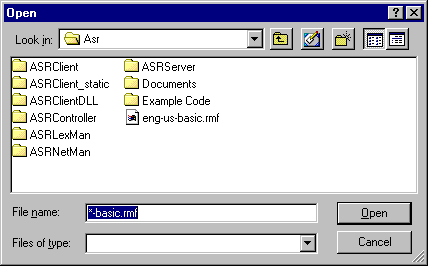 Open
Look in: Asr
ASRClient ASRServer
ASRClient_static Documents
ASRClientDLL Example Code
ASRController eng-us-basic.rmf
ASRLexMan
ASRNetMan
File name: *-basic.rmf Open
Files of type: Cancel